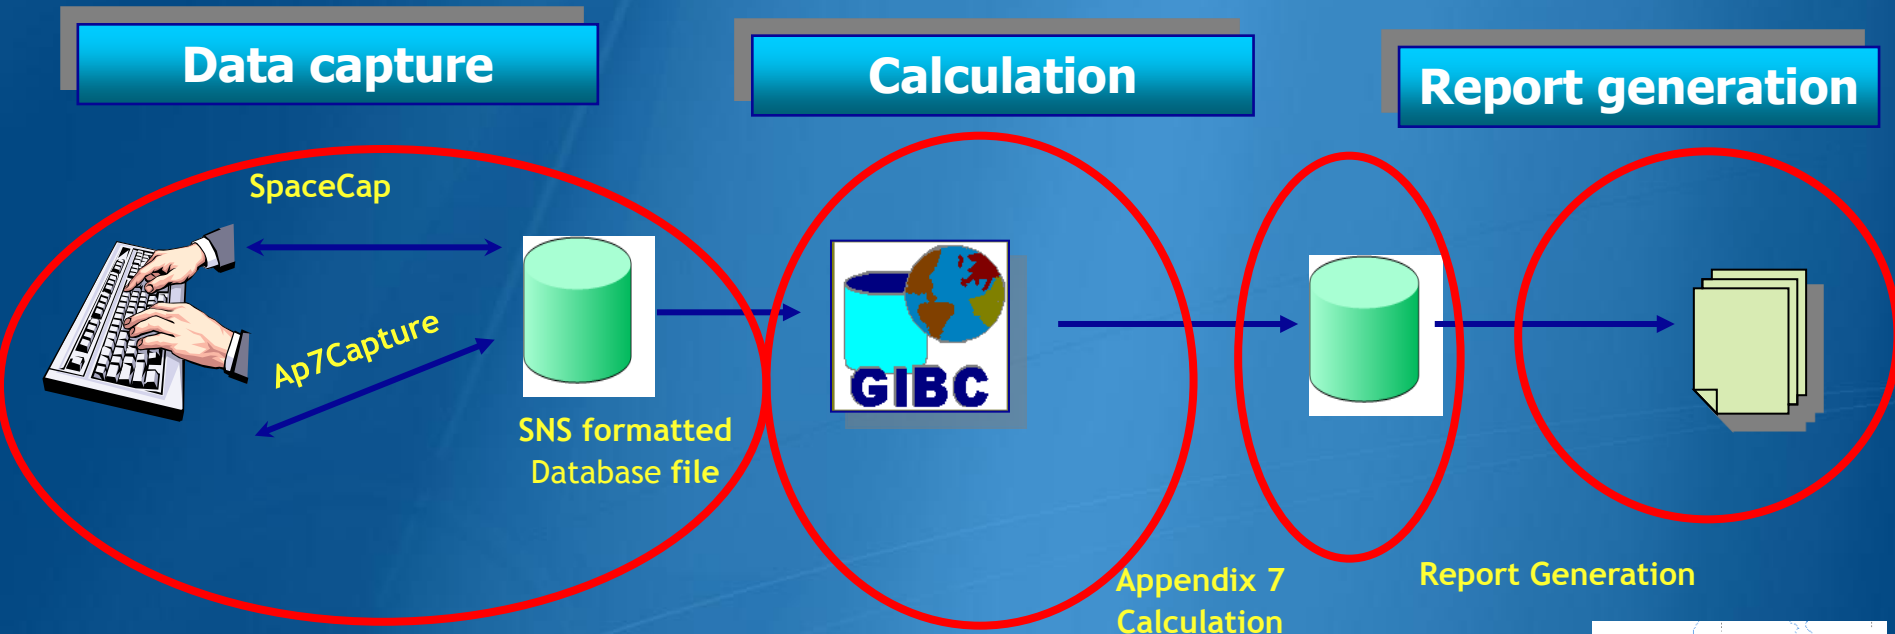 Data capture
Calculation
Report generation
SpaceCap
Ap7Capture
GIBC
SNS formatted
Database file
Appendix 7
Calculation
Report Generation